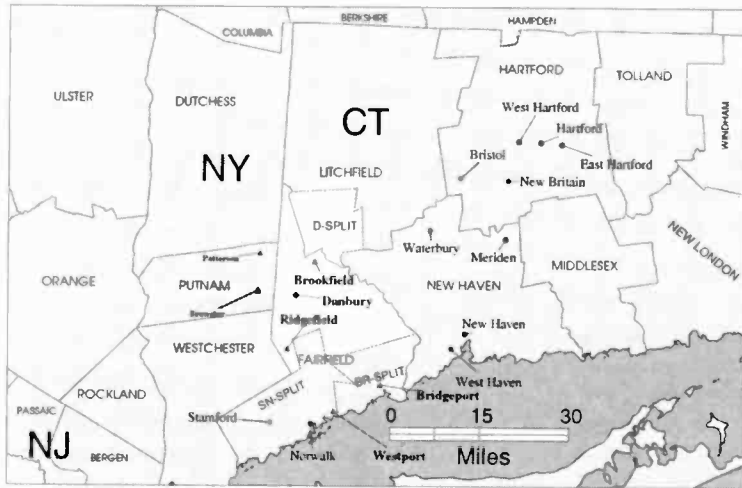 BERKSHIRE
HAMPDEN
COLUMBIA
HARTFORD
TOLLAND
ULSTER
DUTCHESS
CT
West Hartford
Hartford
WINDHAM
NY
Bristol
East Hartford
LITCHFIELD
New Britain
D-SPLIT
Waterbury
Meriden
NEW LONDON
Patterson
MIDDLESEX
ORANGE
PUTNAM
Brookfield
NEW HAVEN
Danbury
Brewster
Ridgefield
New Haven
WESTCHESTER
FAIRFIELD
West Haven
BR-SPLIT
ROCKLAND
SN-SPLIT
Bridgeport
PASSAIC
Stamford
0 15 30
NJ
BERGEN
Norwalk
Westport
Miles